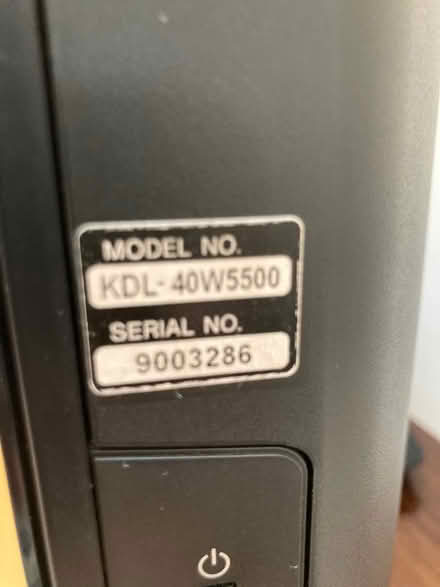 MODEL NO.
KDL-40W5500
SERIAL NO.
9003286